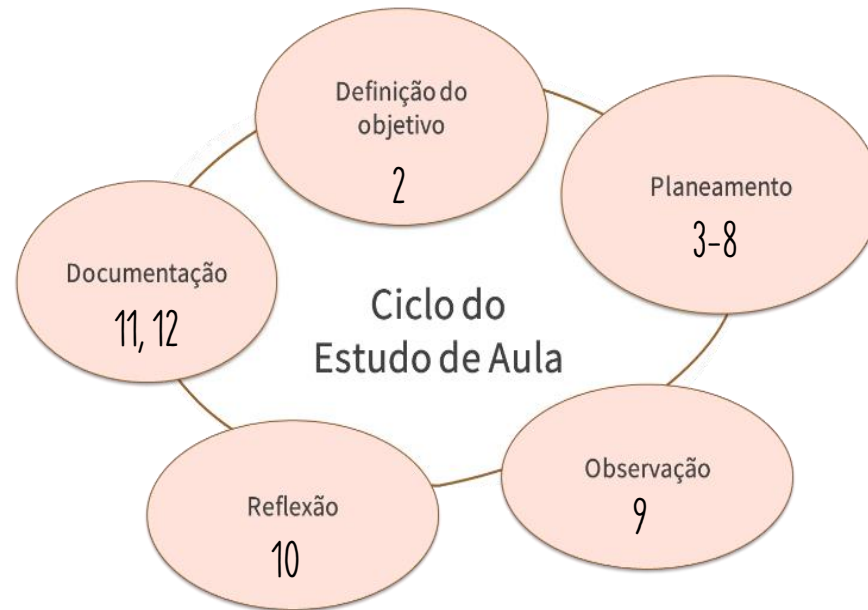 Definição do
objetivo
2
Planeamento
3-8
Observação
9
Reflexão
10
Documentação
11, 12
Ciclo do
Estudo de Aula